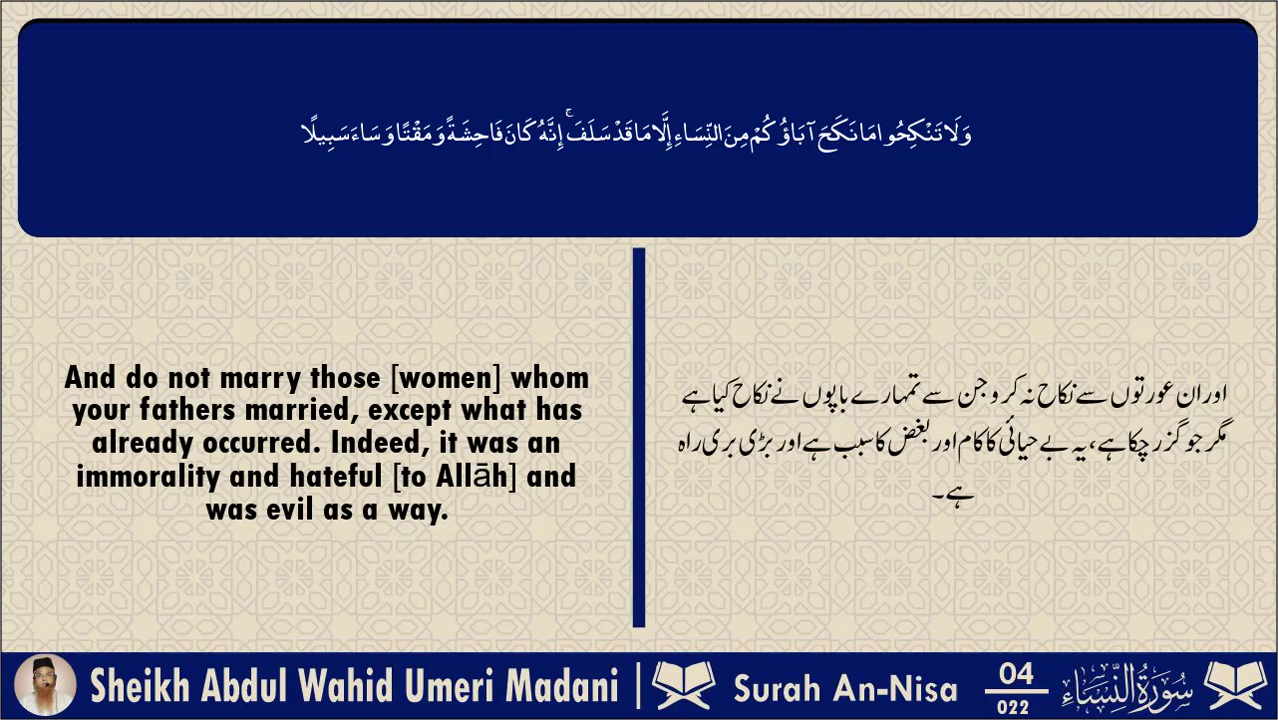 وَلَا تَنْكِحُوا مَا نَكَحَ آبَاؤُكُمْ مِنَ النِّسَاءِ إِلَّا مَا قَدْ سَلَفَ ۚ إِنَّهُ كَانَ فَاحِشَةً وَمَقْتًا وَسَاءَ سَبِيلًا
And do not marry those [women] whom
your fathers married, except what has
already occurred. Indeed, it was an
immorality and hateful [to Allāh] and
was evil as a way.
اور ان عورتوں سے نکاح نہ کرو جن سے تمہارے باپوں نے نکاح کیا ہے
مگر جو گزر چکا ہے، یہ بے حیائی کا کام اور بغض کا سبب ہے اور بڑی بری راہ
ہے۔
Sheikh Abdul Wahid Umeri Madani | Surah An-Nisa 04 سُورَةُ النِّسَاءِ
022